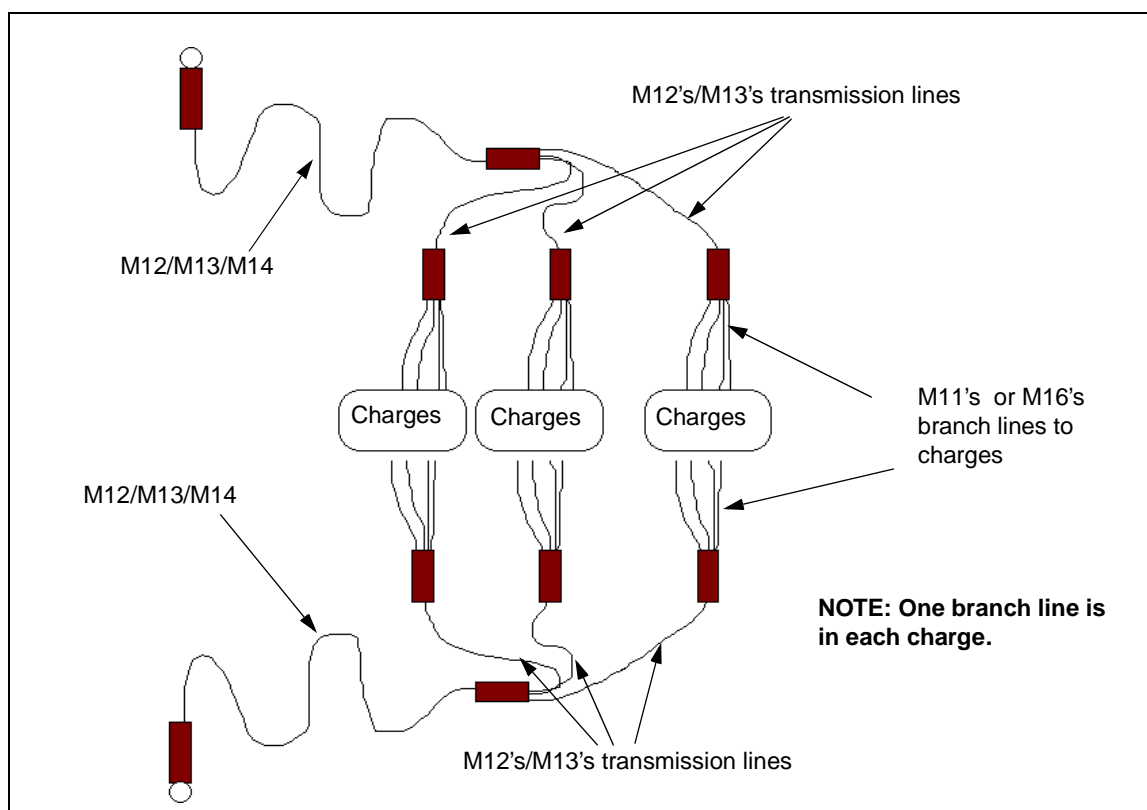 M12's/M13's transmission lines
M12/M13/M14
Charges
Charges
Charges
M11's or M16's
branch lines to
charges
M12/M13/M14
NOTE: One branch line is
in each charge.
M12's/M13's transmission lines